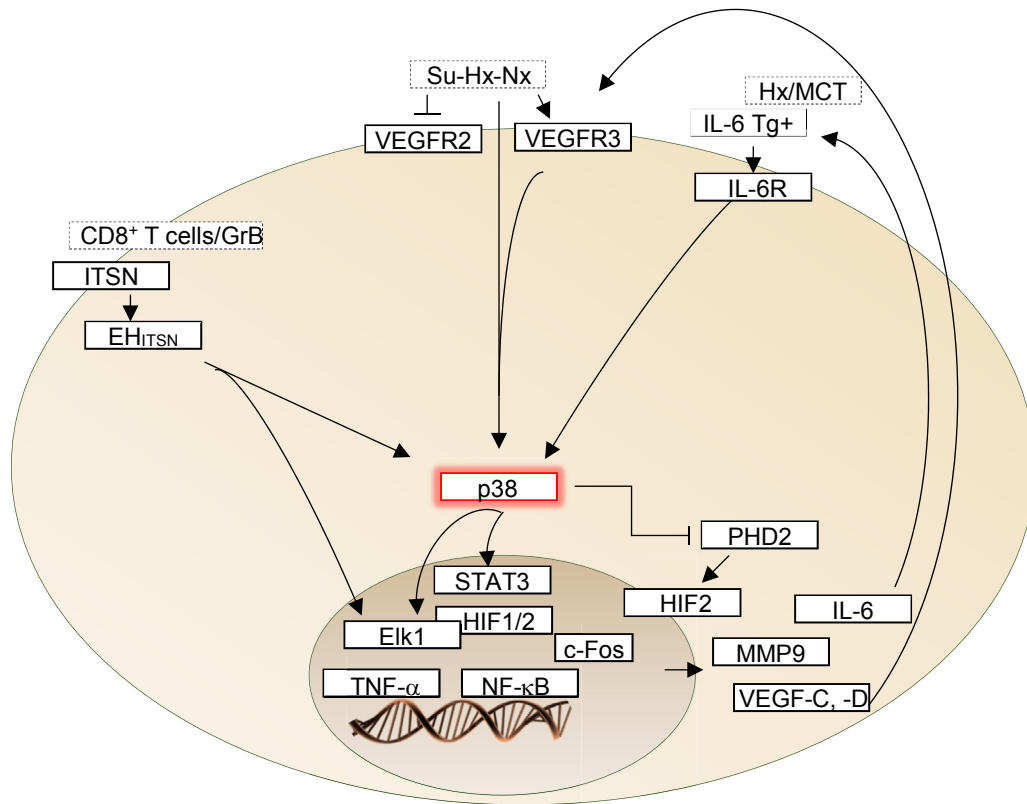 Su-Hx-Nx
Hx/MCT
IL-6 Tg+
VEGFR2
VEGFR3
IL-6R
CD8⁺ T cells/GrB
ITSN
EHITSN
p38
PHD2
STAT3
HIF2
IL-6
HIF1/2
Elk1
c-Fos
MMP9
TNF-α
NF-κB
VEGF-C, -D